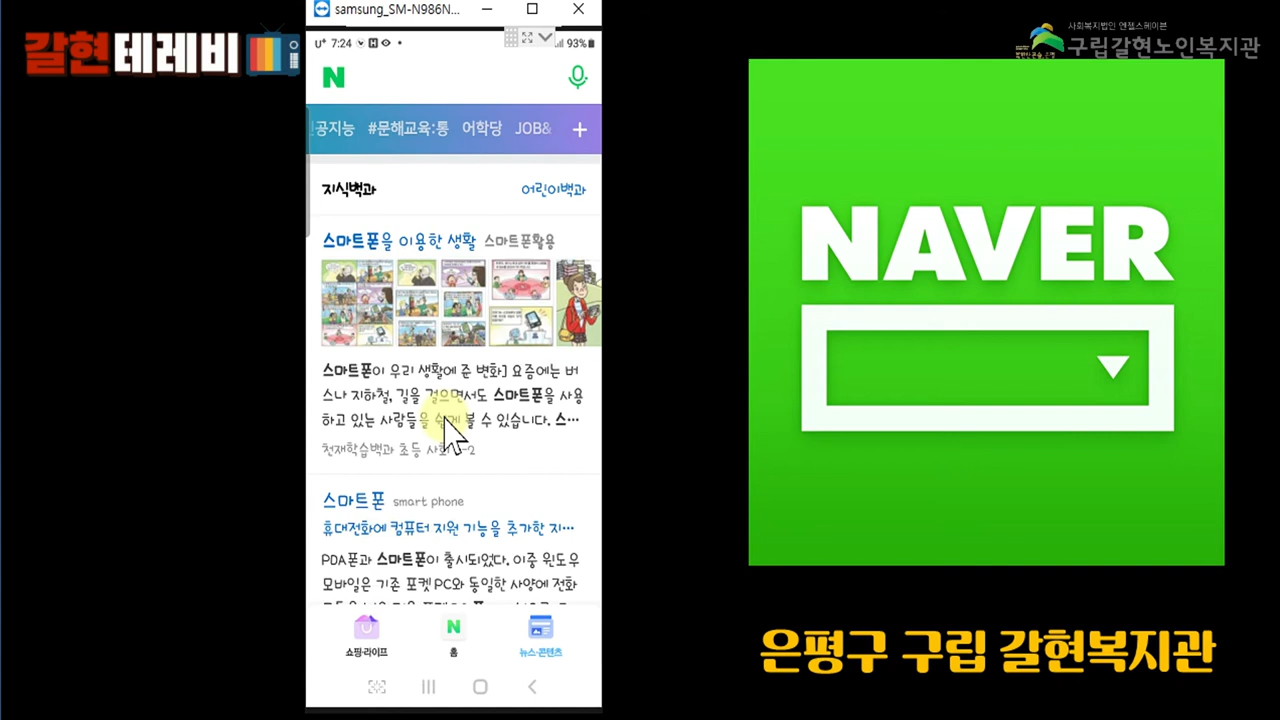 갈현테레비
samsung_SM-N986N...
U+ 7:24
93%
N
공지능 #문해교육:통 어학당 JOB& +
지식백과 어린이백과
스마트폰을 이용한 생활 스마트폰활용
스마트폰이 우리 생활에 준 변화] 요즘에는 버
스나 지하철, 길을 걸으면서도 스마트폰을 사용
하고 있는 사람들을 쉽게 볼 수 있습니다. 스…
천재학습백과 초등 사회 -2
스마트폰 smart phone
휴대전화에 컴퓨터 지원 기능을 추가한 지…
PDA폰과 스마트폰이 출시되었다. 이중 윈도우
모바일은 기존 포켓 PC와 동일한 사양에 전화
쇼핑·라이프
N
홈
뉴스·콘텐츠
사회복지법인 엔젤스헤이븐
구립갈현노인복지관
NAVER
은평구 구립 갈현복지관